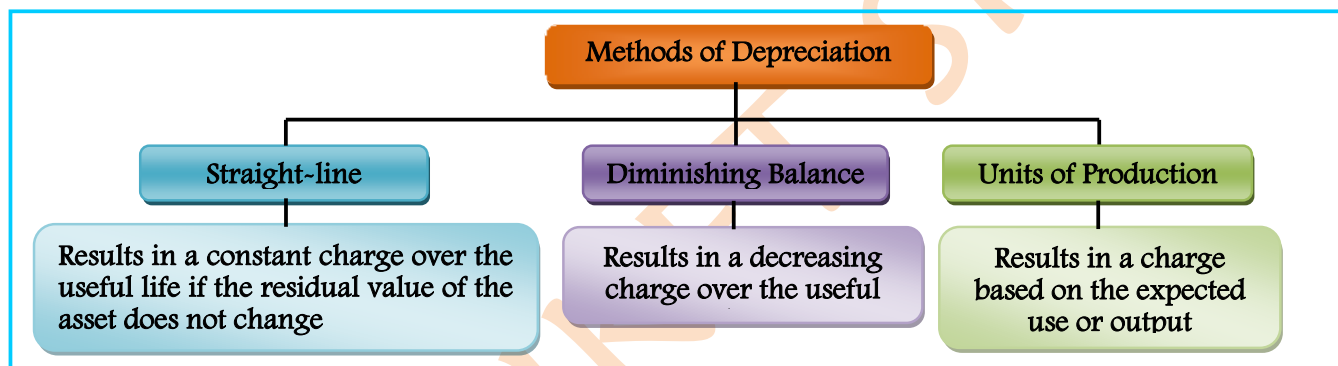 Methods of Depreciation
Straight-line
Diminishing Balance
Units of Production
Results in a constant charge over the
useful life if the residual value of the
asset does not change
Results in a decreasing
charge over the useful
Results in a charge
based on the expected
use or output